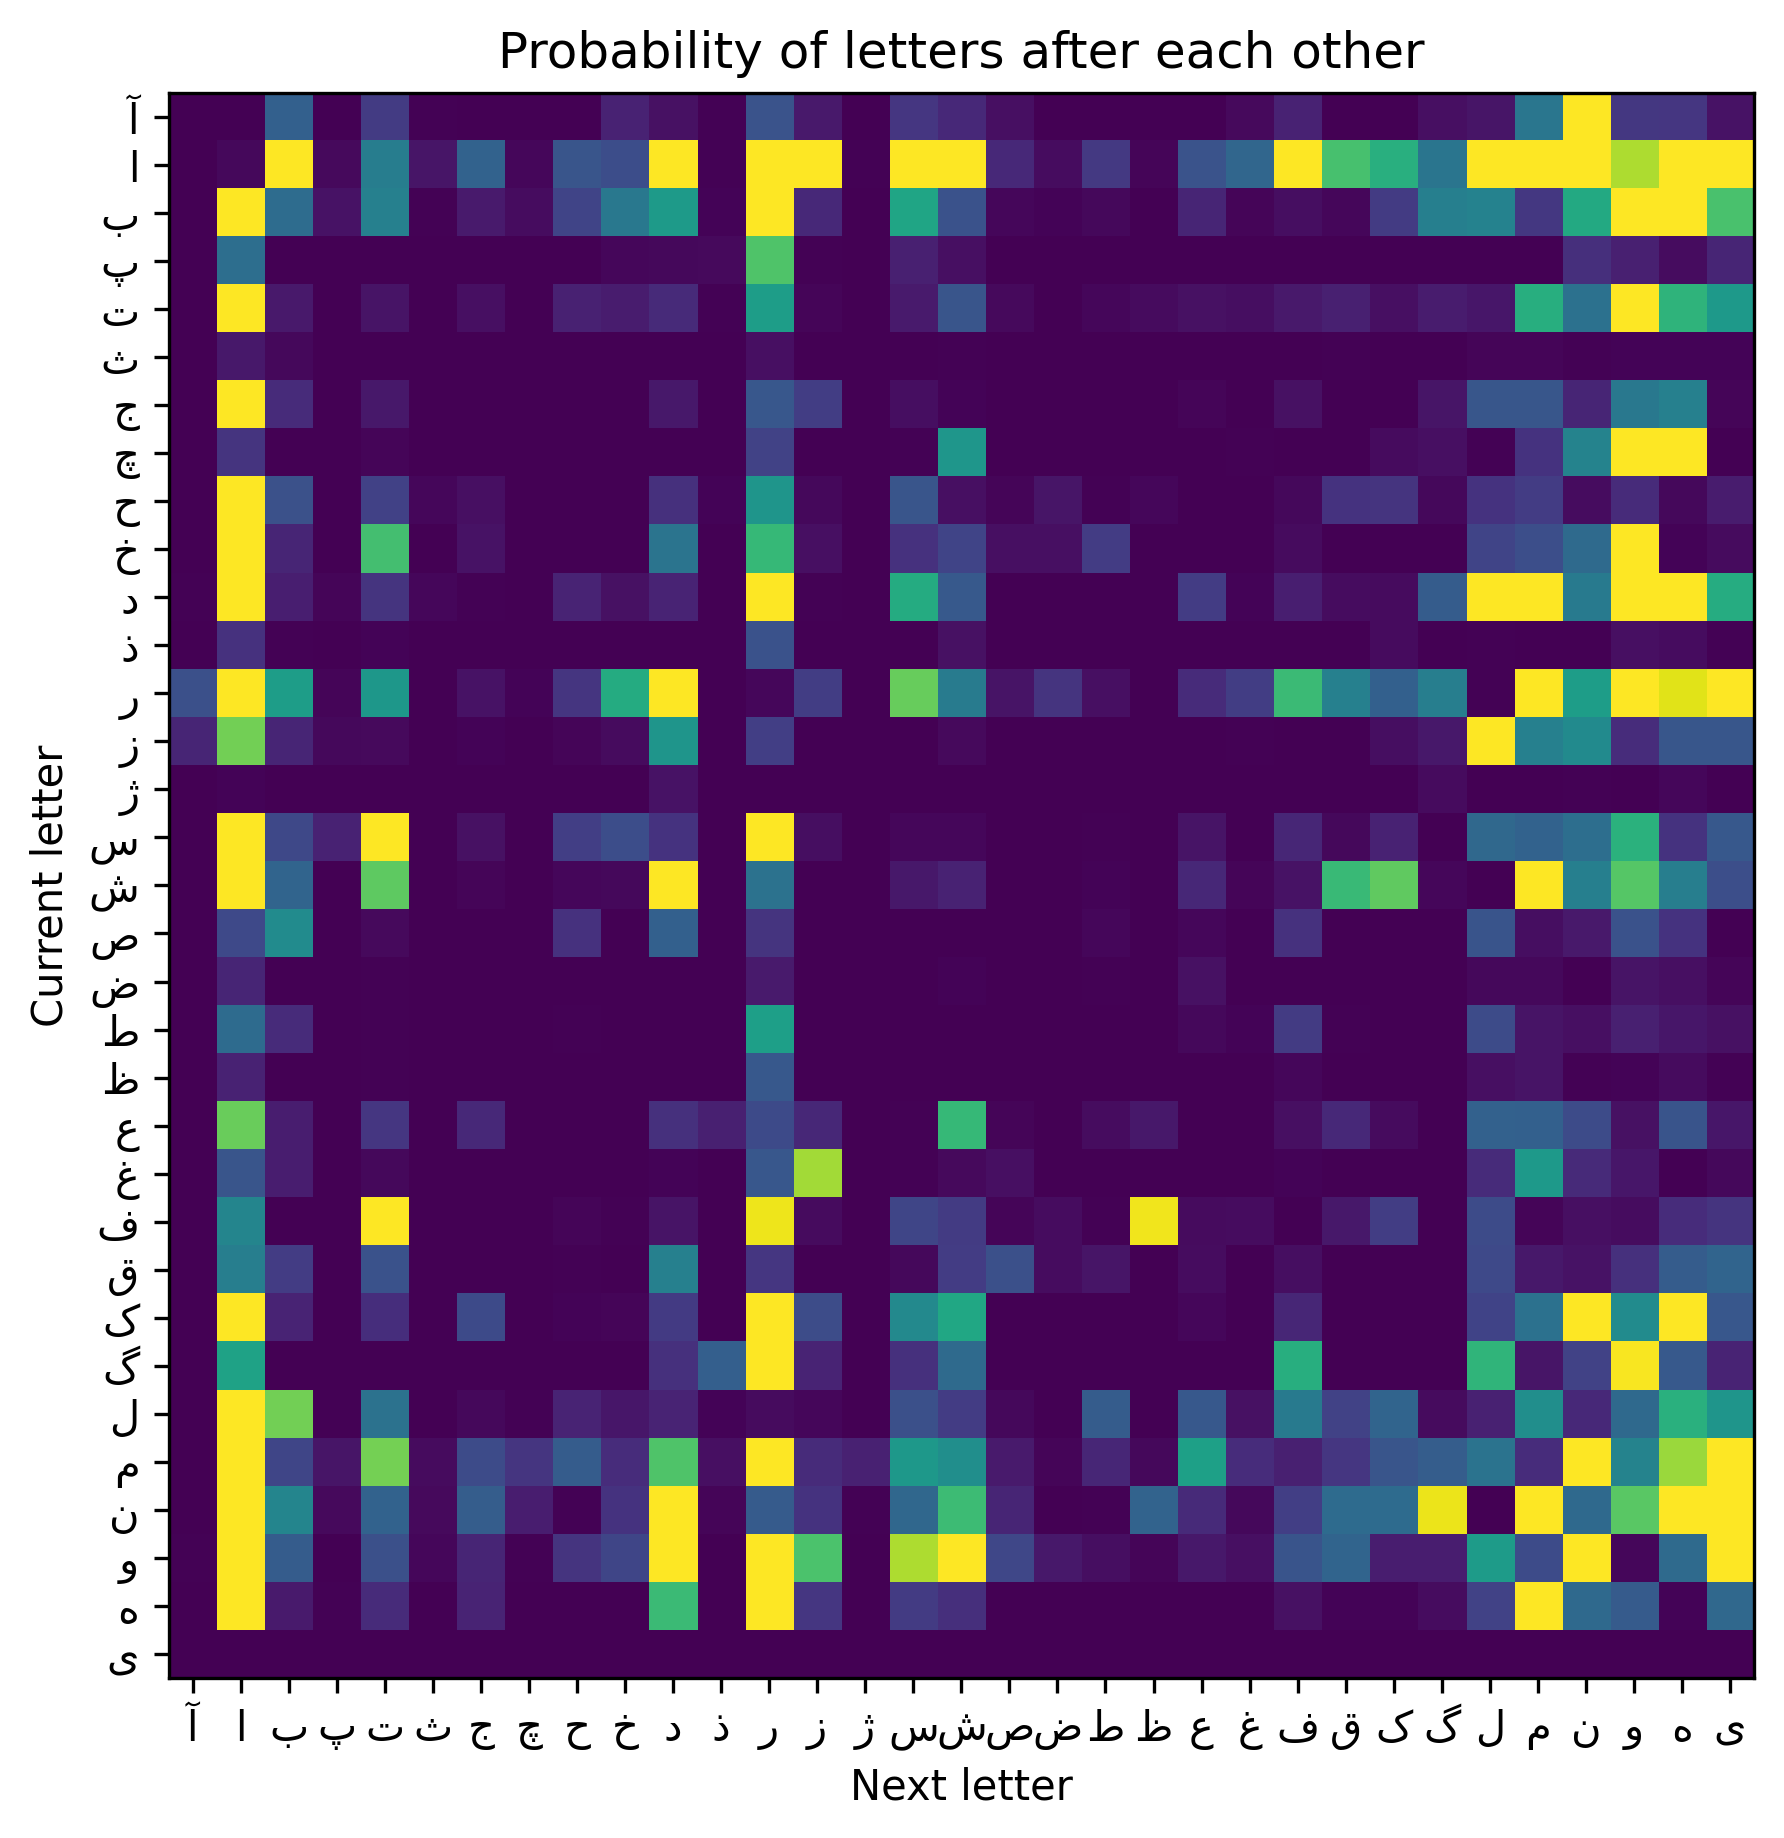 Probability of letters after each other
Current letter
آ
ا
ب
پ
ت
ث
ج
چ
ح
خ
د
ذ
ر
ز
ژ
س
ش
ص
ض
ط
ظ
ع
غ
ف
ق
ک
گ
ل
م
ن
و
ه
ی
آ ا ب پ ت ث ج چ ح خ د ذ ر ز ژ س ش ص ض ط ظ ع غ ف ق ک گ ل م ن و ه ی
Next letter